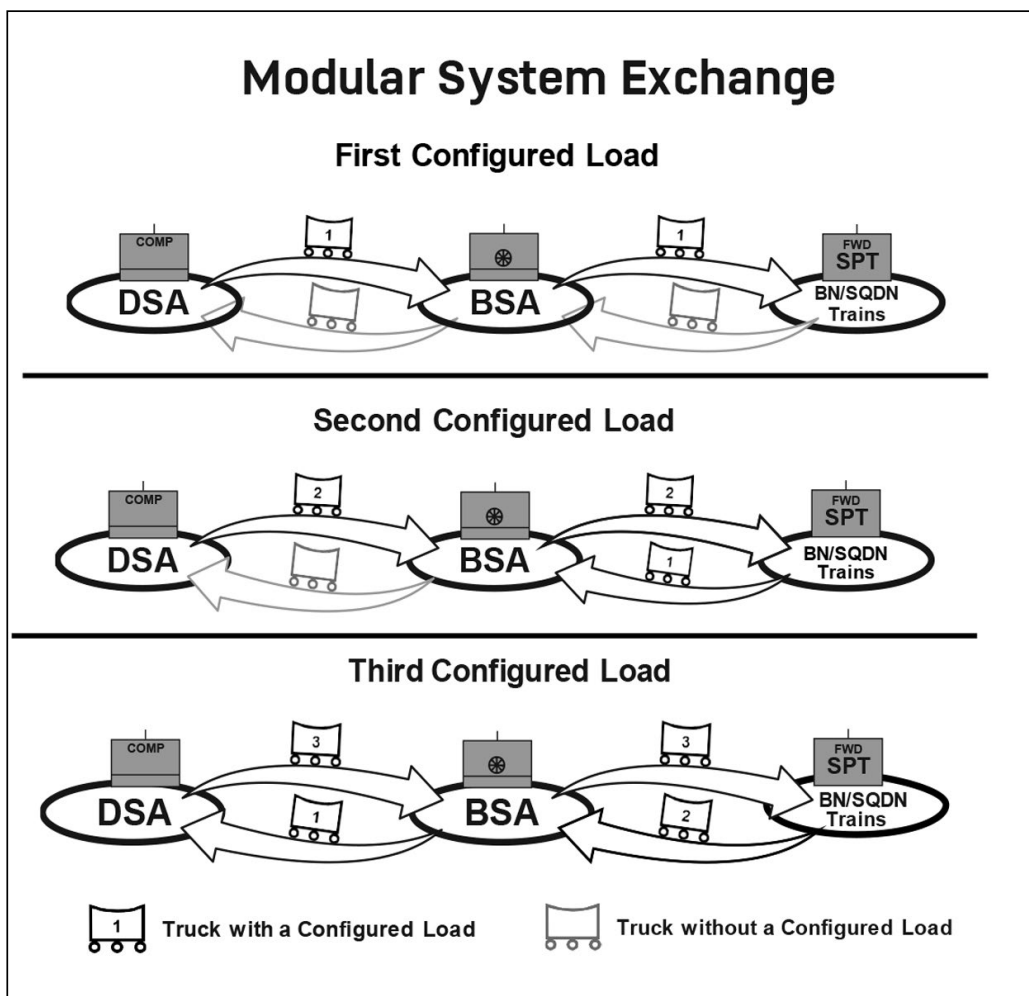 Modular System Exchange
First Configured Load
COMP
DSA
1
BSA
1
FWD
SPT
BN/SQDN
Trains
Second Configured Load
COMP
DSA
2
BSA
2
1
FWD
SPT
BN/SQDN
Trains
Third Configured Load
COMP
DSA
3
1
BSA
3
2
FWD
SPT
BN/SQDN
Trains
1 Truck with a Configured Load
Truck without a Configured Load